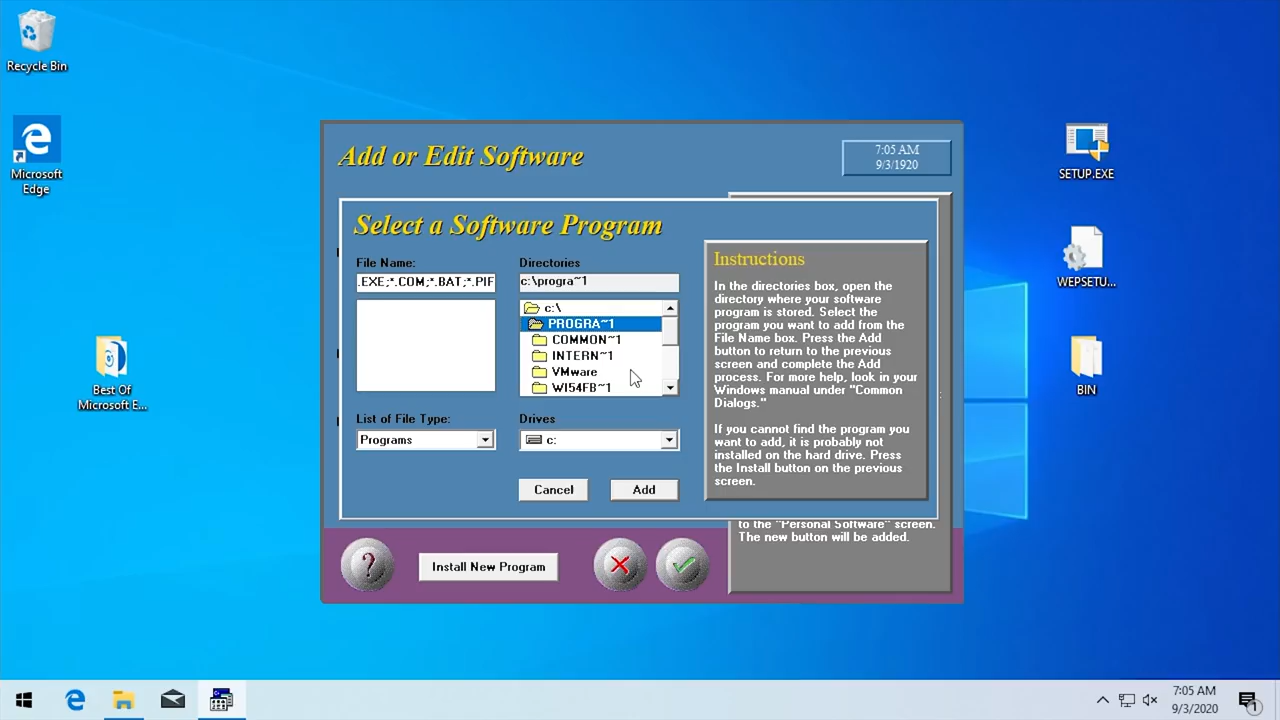 Recycle Bin
Microsoft
Edge
Best Of
Microsoft E...
SETUP.EXE
WEPSETU...
BIN
Add or Edit Software
7:05 AM
9/3/1920
Select a Software Program
File Name:
.EXE;*.COM;*.BAT;*.PIF
List of File Type:
Programs
Directories
c:\progra~1
c:\
PROGRA~1
COMMON~1
INTERN~1
VMware
WI54FB~1
Drives
c:
Cancel
Add
Instructions
In the directories box, open the
directory where your software
program is stored. Select the
program you want to add from the
File Name box. Press the Add
button to return to the previous
screen and complete the Add
process. For more help, look in your
Windows manual under "Common
Dialogs."
If you cannot find the program you
want to add, it is probably not
installed on the hard drive. Press
the Install button on the previous
screen.
to the "Personal Software" screen.
The new button will be added.
?
Install New Program
7:05 AM
9/3/2020
1